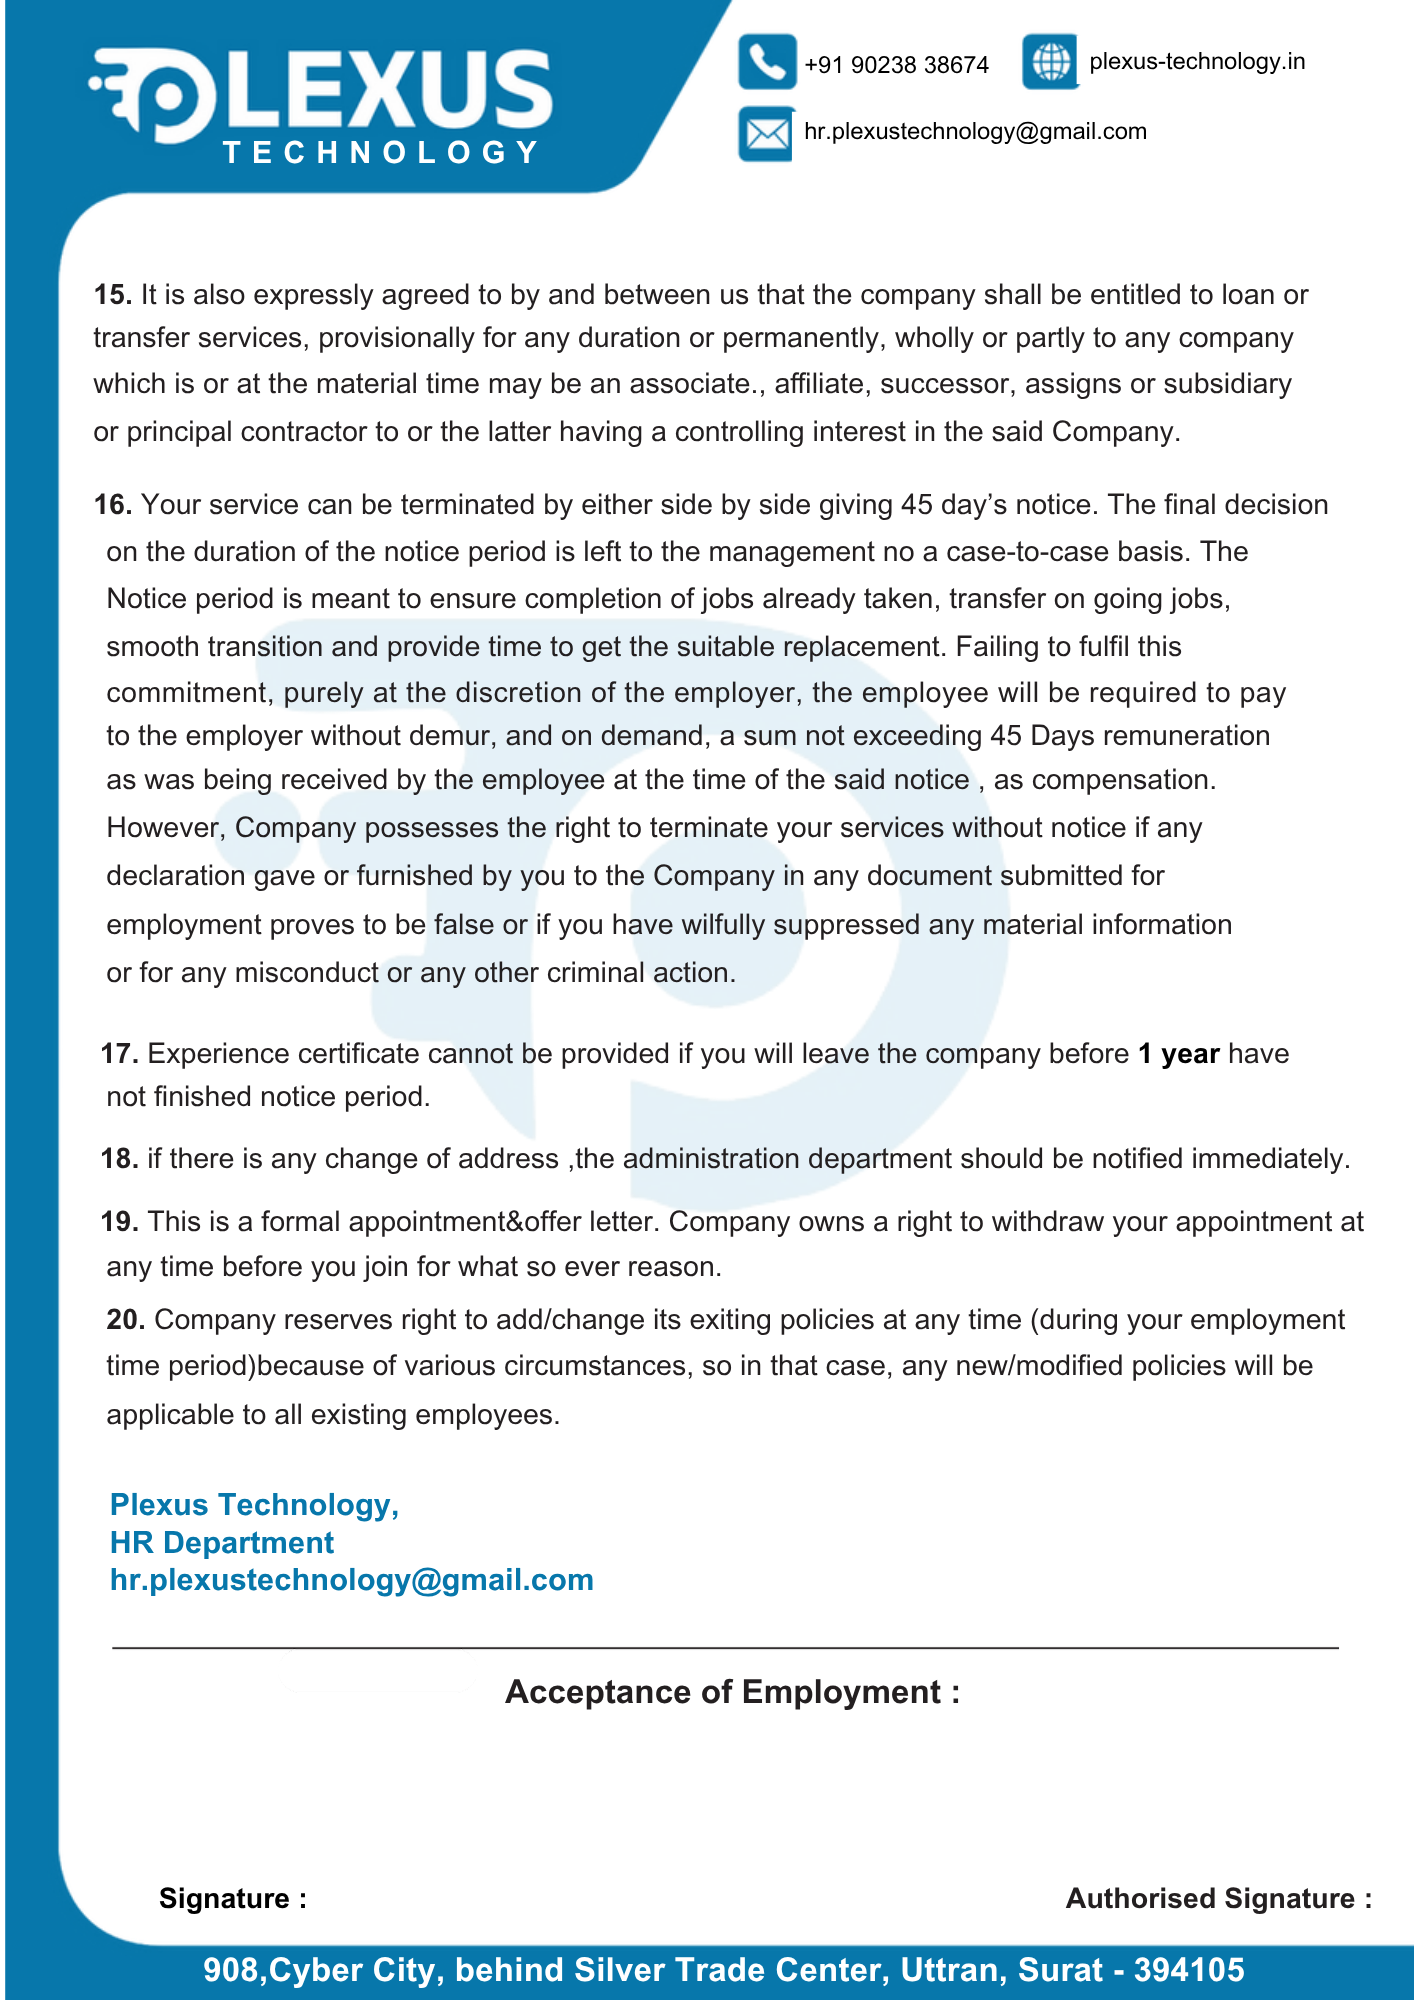 PLEXUS
TECHNOLOGY
+91 90238 38674
plexus-technology.in
hr.plexustechnology@gmail.com
15. It is also expressly agreed to by and between us that the company shall be entitled to loan or
transfer services, provisionally for any duration or permanently, wholly or partly to any company
which is or at the material time may be an associate., affiliate, successor, assigns or subsidiary
or principal contractor to or the latter having a controlling interest in the said Company.
16. Your service can be terminated by either side by side giving 45 day’s notice. The final decision
on the duration of the notice period is left to the management no a case-to-case basis. The
Notice period is meant to ensure completion of jobs already taken, transfer on going jobs,
smooth transition and provide time to get the suitable replacement. Failing to fulfil this
commitment, purely at the discretion of the employer, the employee will be required to pay
to the employer without demur, and on demand, a sum not exceeding 45 Days remuneration
as was being received by the employee at the time of the said notice , as compensation.
However, Company possesses the right to terminate your services without notice if any
declaration gave or furnished by you to the Company in any document submitted for
employment proves to be false or if you have wilfully suppressed any material information
or for any misconduct or any other criminal action.
17. Experience certificate cannot be provided if you will leave the company before 1 year have
not finished notice period.
18. if there is any change of address ,the administration department should be notified immediately.
19. This is a formal appointment&offer letter. Company owns a right to withdraw your appointment at
any time before you join for what so ever reason.
20. Company reserves right to add/change its exiting policies at any time (during your employment
time period)because of various circumstances, so in that case, any new/modified policies will be
applicable to all existing employees.
Plexus Technology,
HR Department
hr.plexustechnology@gmail.com
Acceptance of Employment :
Signature :
Authorised Signature :
908,Cyber City, behind Silver Trade Center, Uttran, Surat - 394105